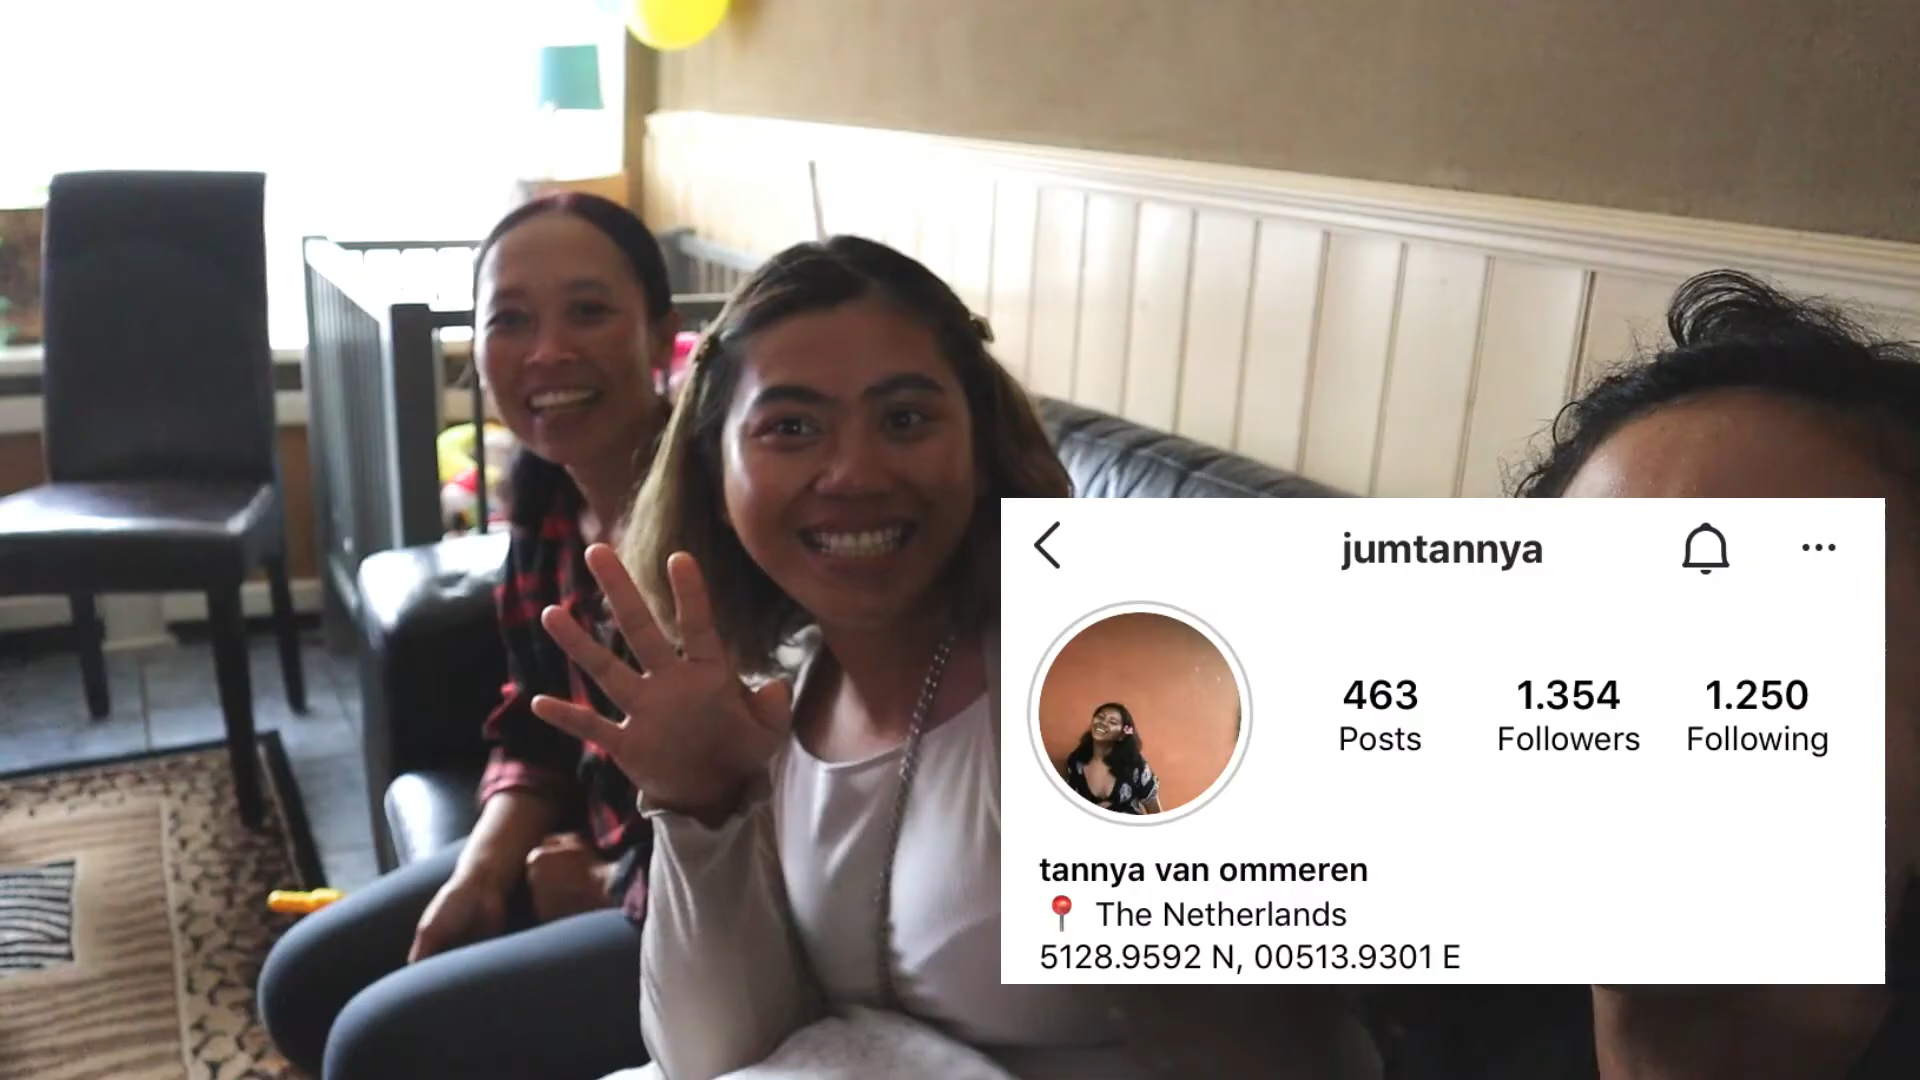 jumtannya
463 1.354 1.250
Posts Followers Following
tannya van ommeren
📍 The Netherlands
5128.9592 N, 00513.9301 E